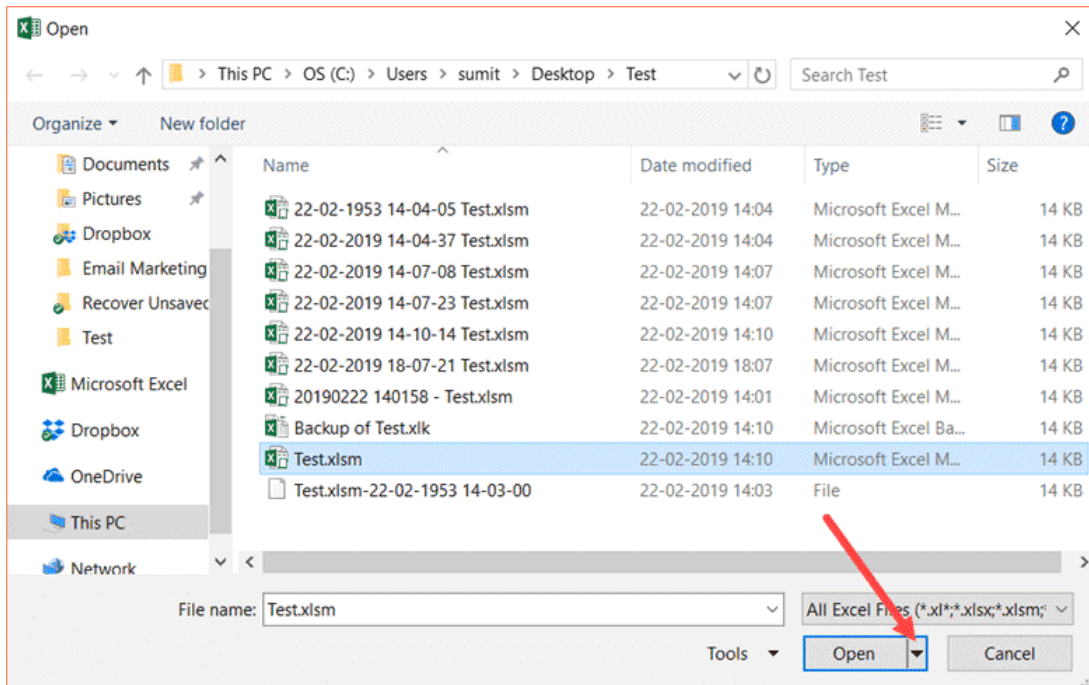 Open
This PC > OS (C:) > Users > sumit > Desktop > Test
Search Test
Organize
New folder
?
Name Date modified Type Size
Documents
Pictures
Dropbox
Email Marketing
Recover Unsaved
Test
Microsoft Excel
Dropbox
OneDrive
This PC
Network
22-02-1953 14-04-05 Test.xlsm 22-02-2019 14:04 Microsoft Excel M... 14 KB
22-02-2019 14-04-37 Test.xlsm 22-02-2019 14:04 Microsoft Excel M... 14 KB
22-02-2019 14-07-08 Test.xlsm 22-02-2019 14:07 Microsoft Excel M... 14 KB
22-02-2019 14-07-23 Test.xlsm 22-02-2019 14:07 Microsoft Excel M... 14 KB
22-02-2019 14-10-14 Test.xlsm 22-02-2019 14:10 Microsoft Excel M... 14 KB
22-02-2019 18-07-21 Test.xlsm 22-02-2019 18:07 Microsoft Excel M... 14 KB
20190222 140158 - Test.xlsm 22-02-2019 14:01 Microsoft Excel M... 14 KB
Backup of Test.xlk 22-02-2019 14:10 Microsoft Excel Ba... 14 KB
Test.xlsm 22-02-2019 14:10 Microsoft Excel M... 14 KB
Test.xlsm-22-02-1953 14-03-00 22-02-2019 14:03 File 14 KB
File name: Test.xlsm
All Excel Files (*.xl*;*.xlsx;*.xlsm;
Tools
Open
Cancel